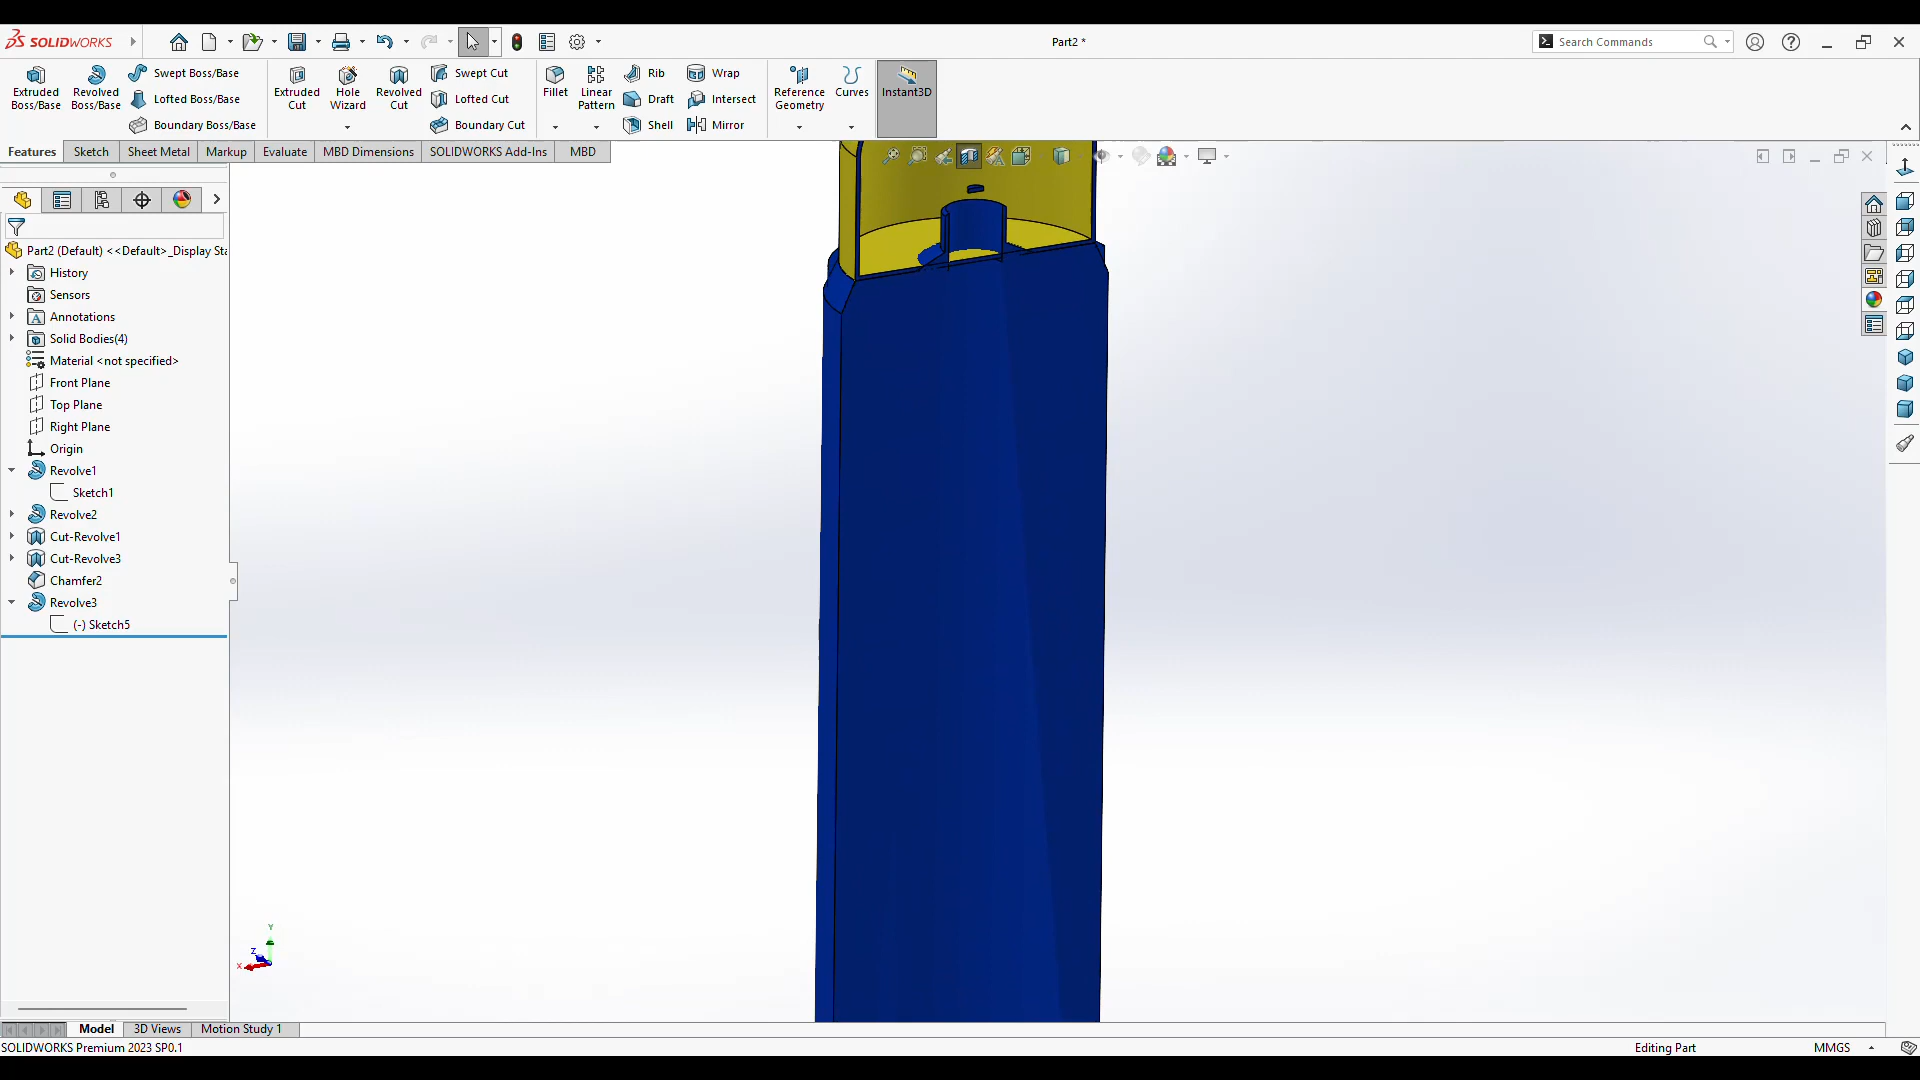 SOLIDWORKS
Part2 *
Search Commands
Extruded Boss/Base
Revolved Boss/Base
Swept Boss/Base
Lofted Boss/Base
Boundary Boss/Base
Extruded Cut
Hole Wizard
Revolved Cut
Swept Cut
Lofted Cut
Boundary Cut
Fillet
Linear Pattern
Rib
Draft
Shell
Wrap
Intersect
Mirror
Reference Geometry
Curves
Instant3D
Features
Sketch
Sheet Metal
Markup
Evaluate
MBD Dimensions
SOLIDWORKS Add-Ins
MBD
Part2 (Default) <<Default>_Display Sta
History
Sensors
Annotations
Solid Bodies(4)
Material <not specified>
Front Plane
Top Plane
Right Plane
Origin
Revolve1
Sketch1
Revolve2
Cut-Revolve1
Cut-Revolve3
Chamfer2
Revolve3
(-) Sketch5
Y
Z
X
Model
3D Views
Motion Study 1
SOLIDWORKS Premium 2023 SP0.1
Editing Part
MMGS